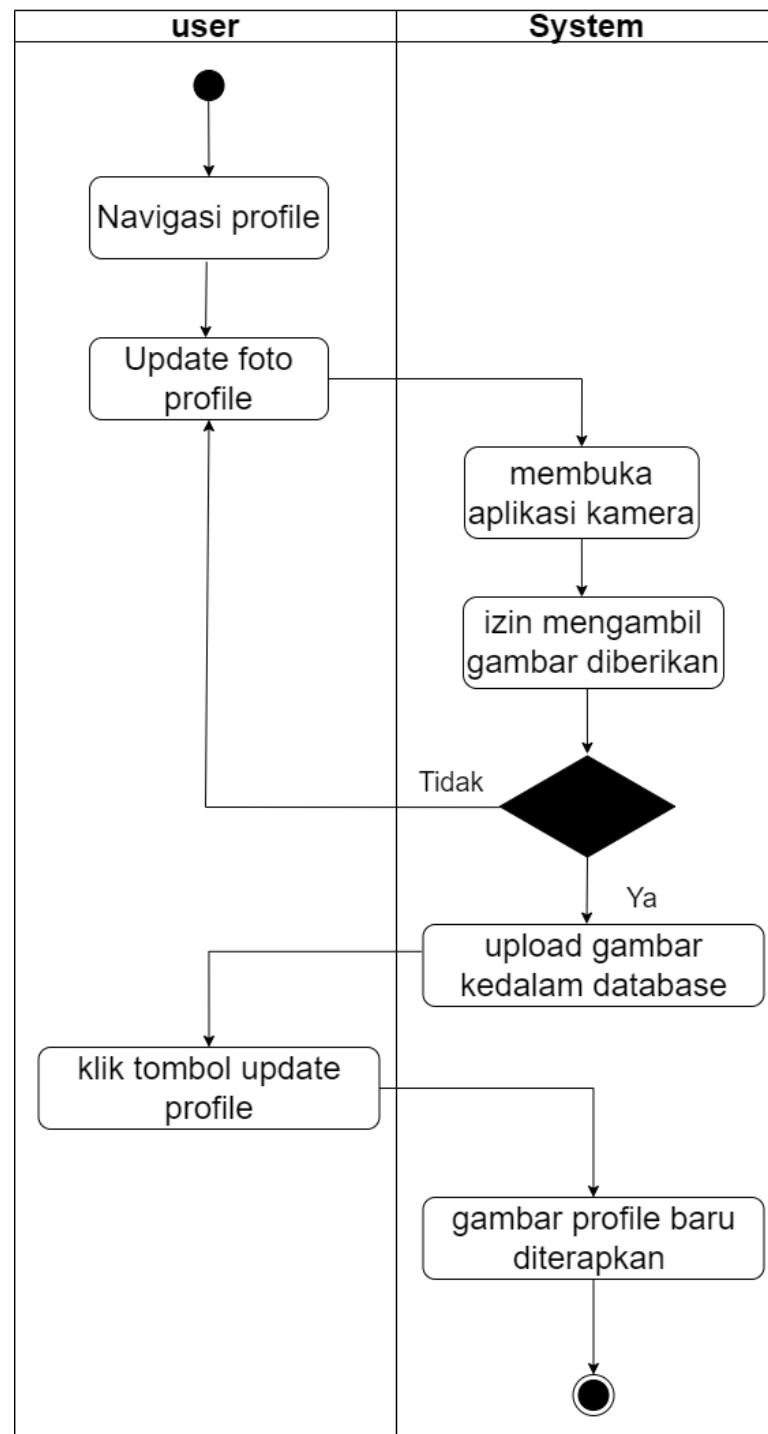 user
System
Navigasi profile
Update foto
profile
membuka
aplikasi kamera
izin mengambil
gambar diberikan
Tidak
Ya
upload gambar
kedalam database
klik tombol update
profile
gambar profile baru
diterapkan